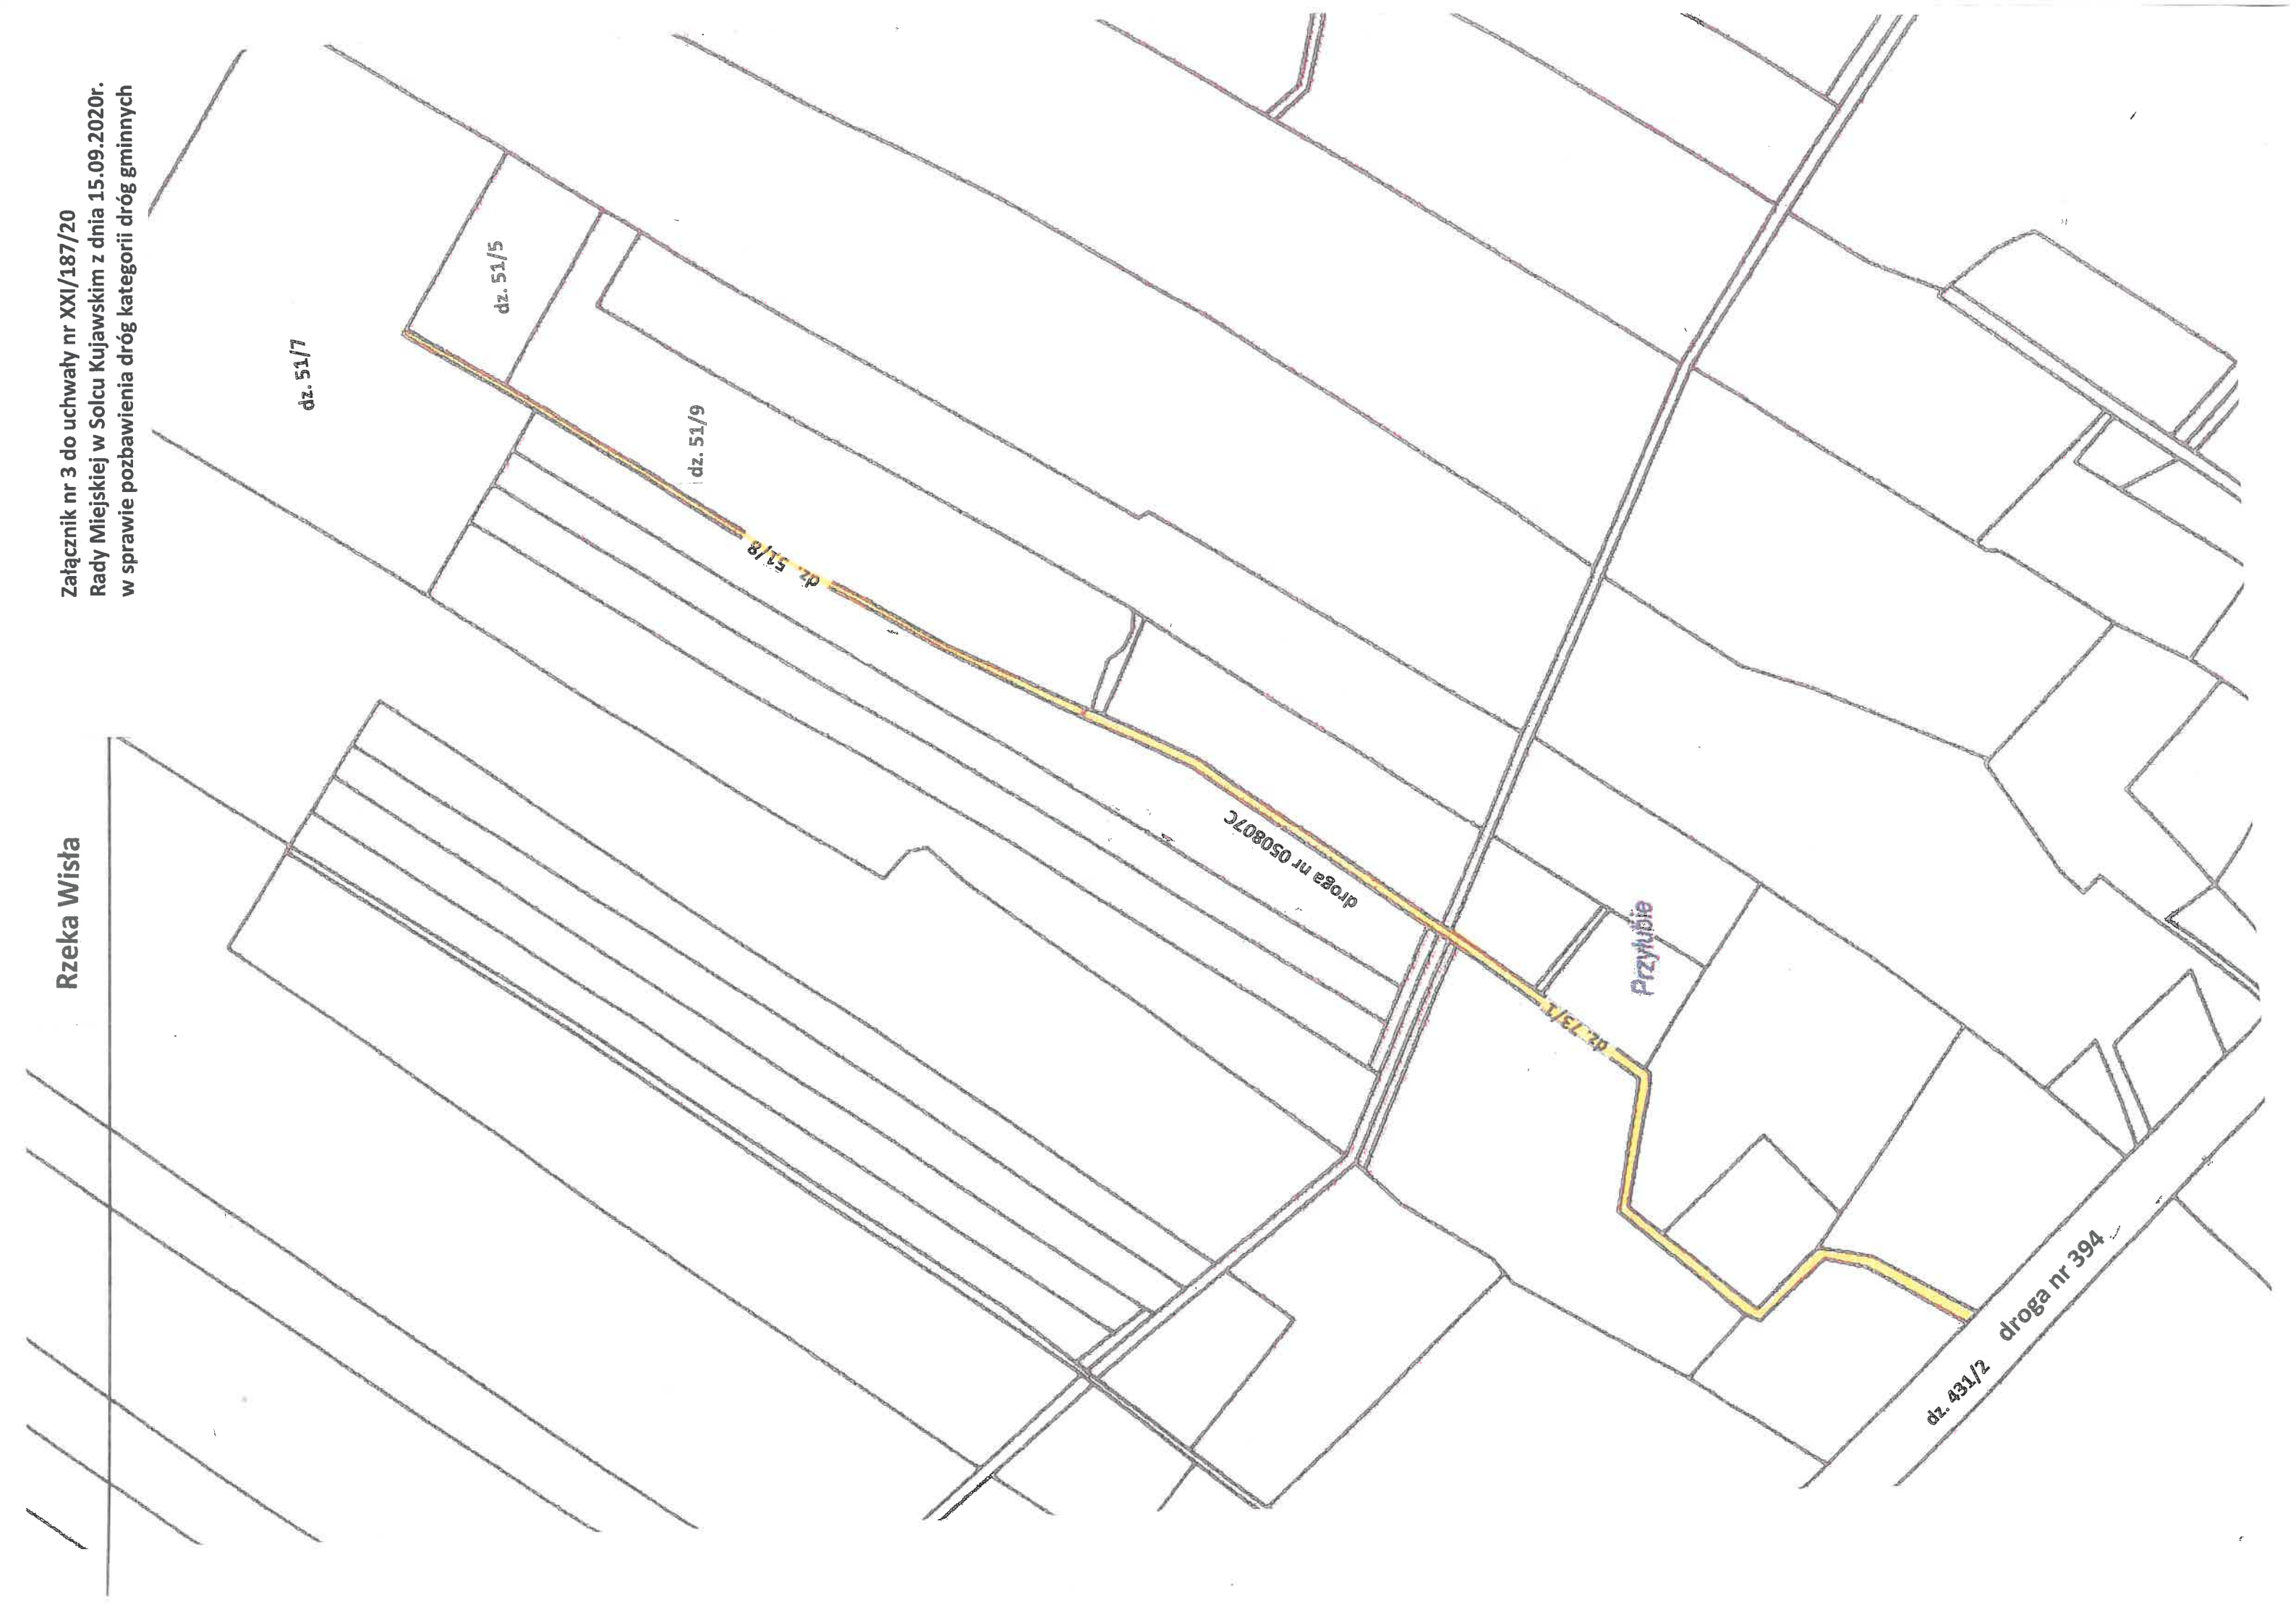 Załącznik nr 3 do uchwały nr XXI/187/20
Rady Miejskiej w Solcu Kujawskim z dnia 15.09.2020r.
w sprawie pozbawienia dróg kategorii dróg gminnych
Rzeka Wisła
dz. 51/7
dz. 51/5
dz. 51/9
dz. 51/8
droga nr 050807C
dz. 73/1
Przyłubie
dz. 431/2 droga nr 394